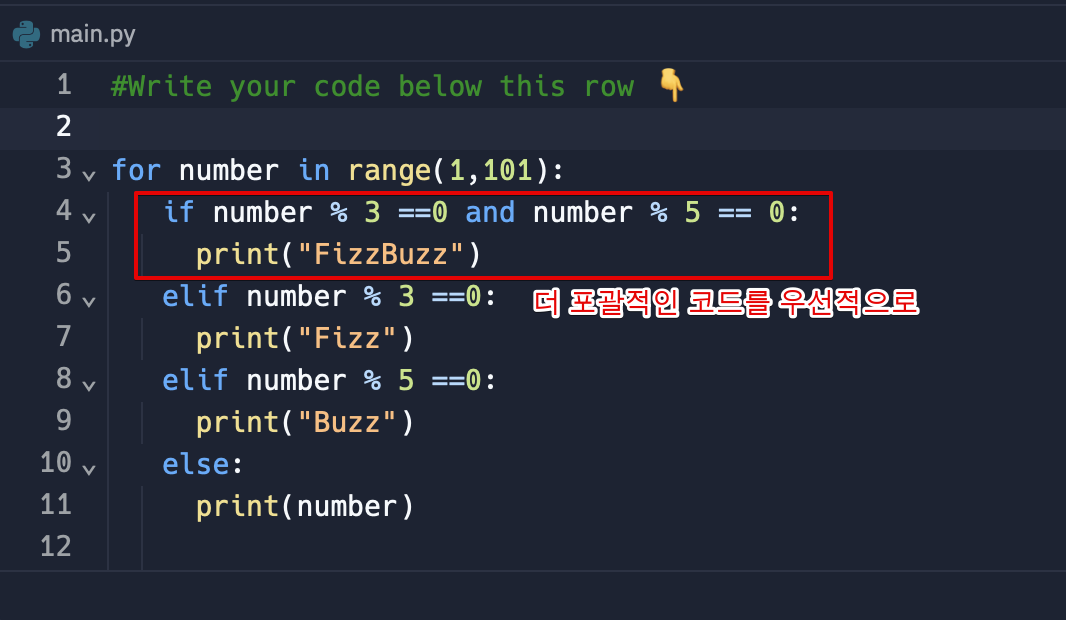 main.py
1 #Write your code below this row 👇
2
3 for number in range(1,101):
4 if number % 3 ==0 and number % 5 == 0:
5 print("FizzBuzz")
6 elif number % 3 ==0: 더 포괄적인 코드를 우선적으로
7 print("Fizz")
8 elif number % 5 ==0:
9 print("Buzz")
10 else:
11 print(number)
12